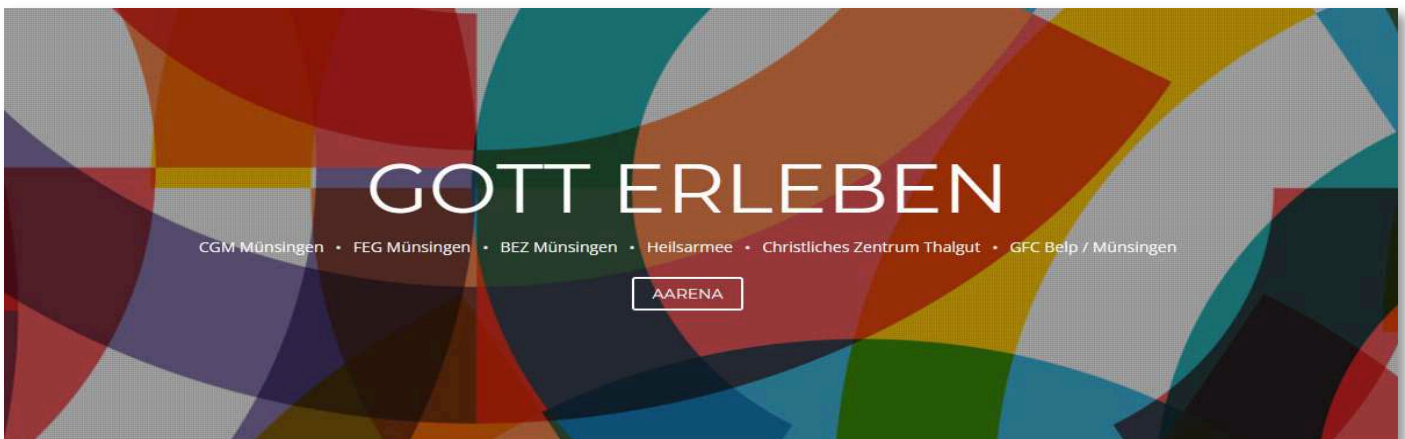 GOTT ERLEBEN
CGM Münsingen • FEG Münsingen • BEZ Münsingen • Heilsarmee • Christliches Zentrum Thalgut • GFC Belp / Münsingen
AARENA